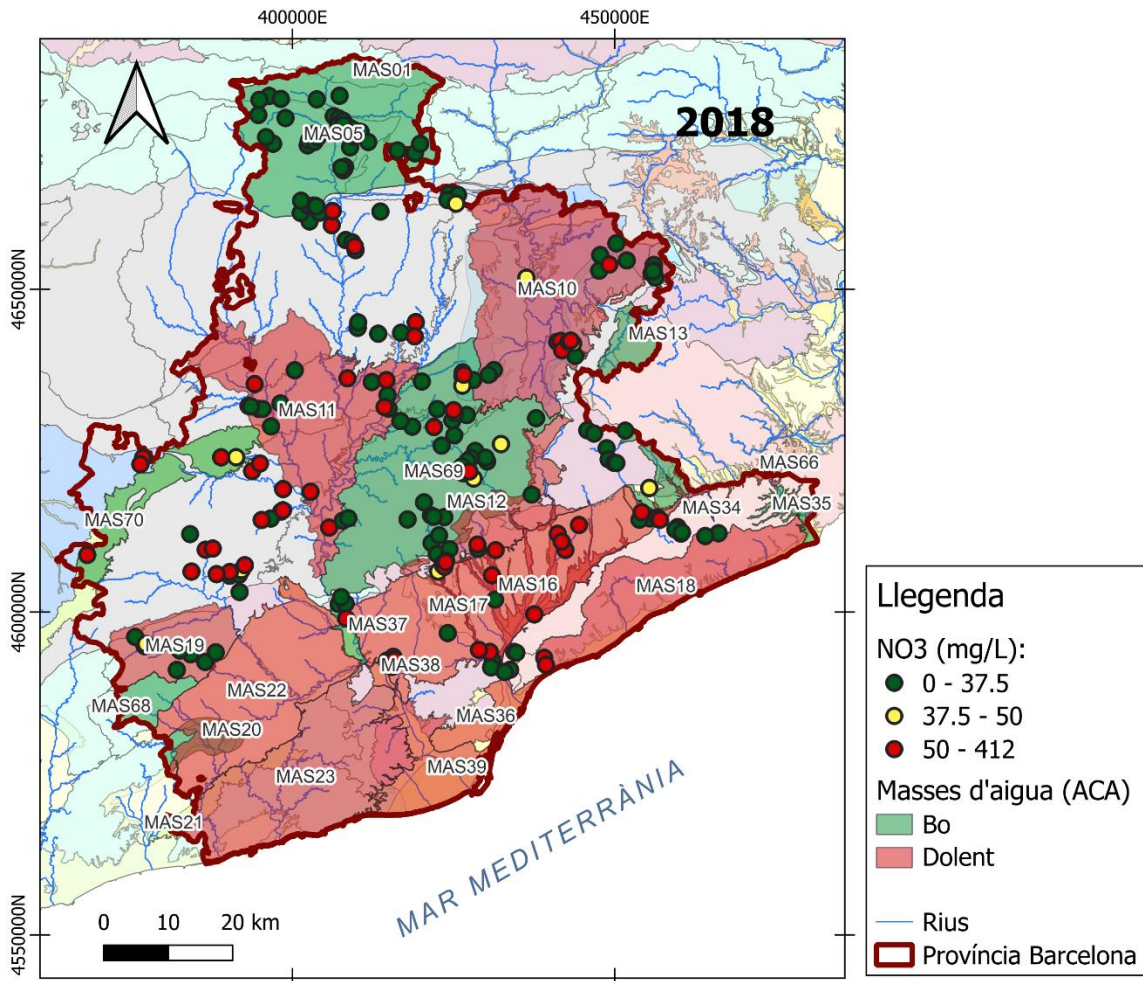 400000E
450000E
MAS01
2018
MAS05
4650000N
MAS10
MAS13
MAS11
MAS69
MAS66
MAS12
MAS34
MAS35
MAS70
MAS16
MAS18
MAS17
4600000N
MAS37
MAS19
MAS38
MAS22
MAS68
MAS36
MAS20
MAS39
MAS23
MAS21
MAR MEDITERRÀNIA
0 10 20 km
4550000N
Llegenda
NO3 (mg/L):
0 - 37.5
37.5 - 50
50 - 412
Masses d'aigua (ACA)
Bo
Dolent
Rius
Província Barcelona